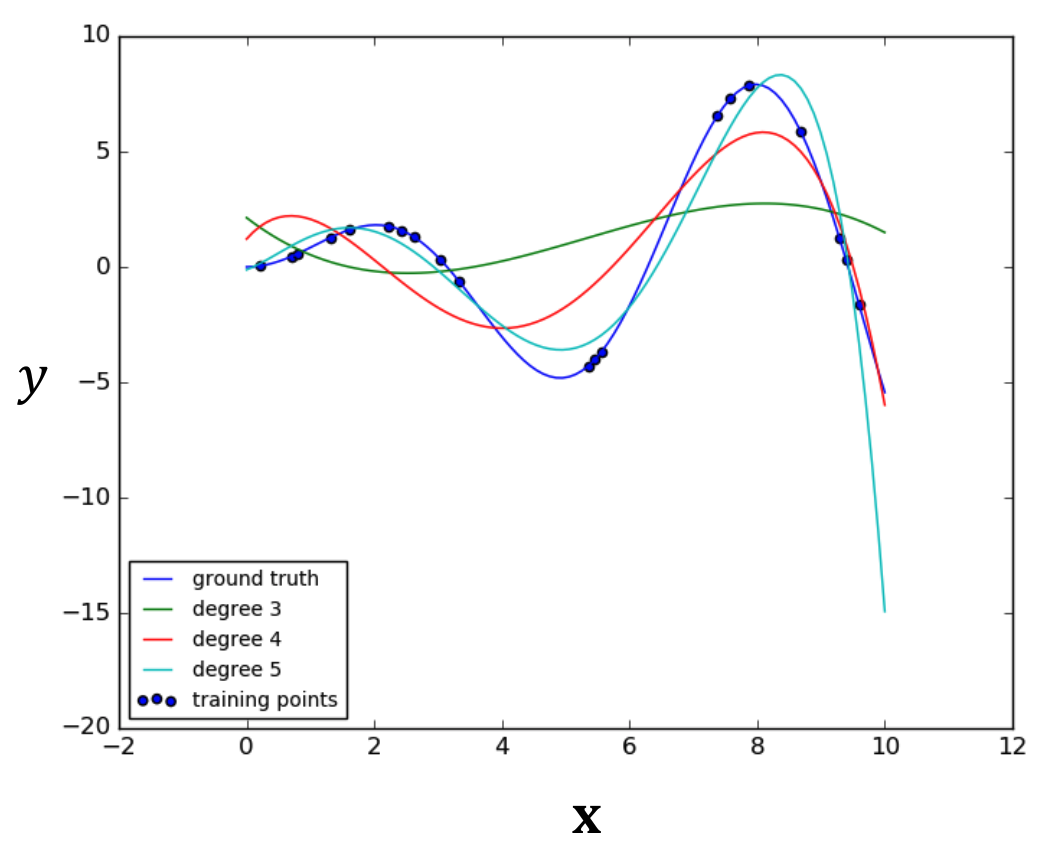 10
5
0
−5
−10
−15
−20
y
ground truth
degree 3
degree 4
degree 5
training points
−2 0 2 4 6 8 10 12
x